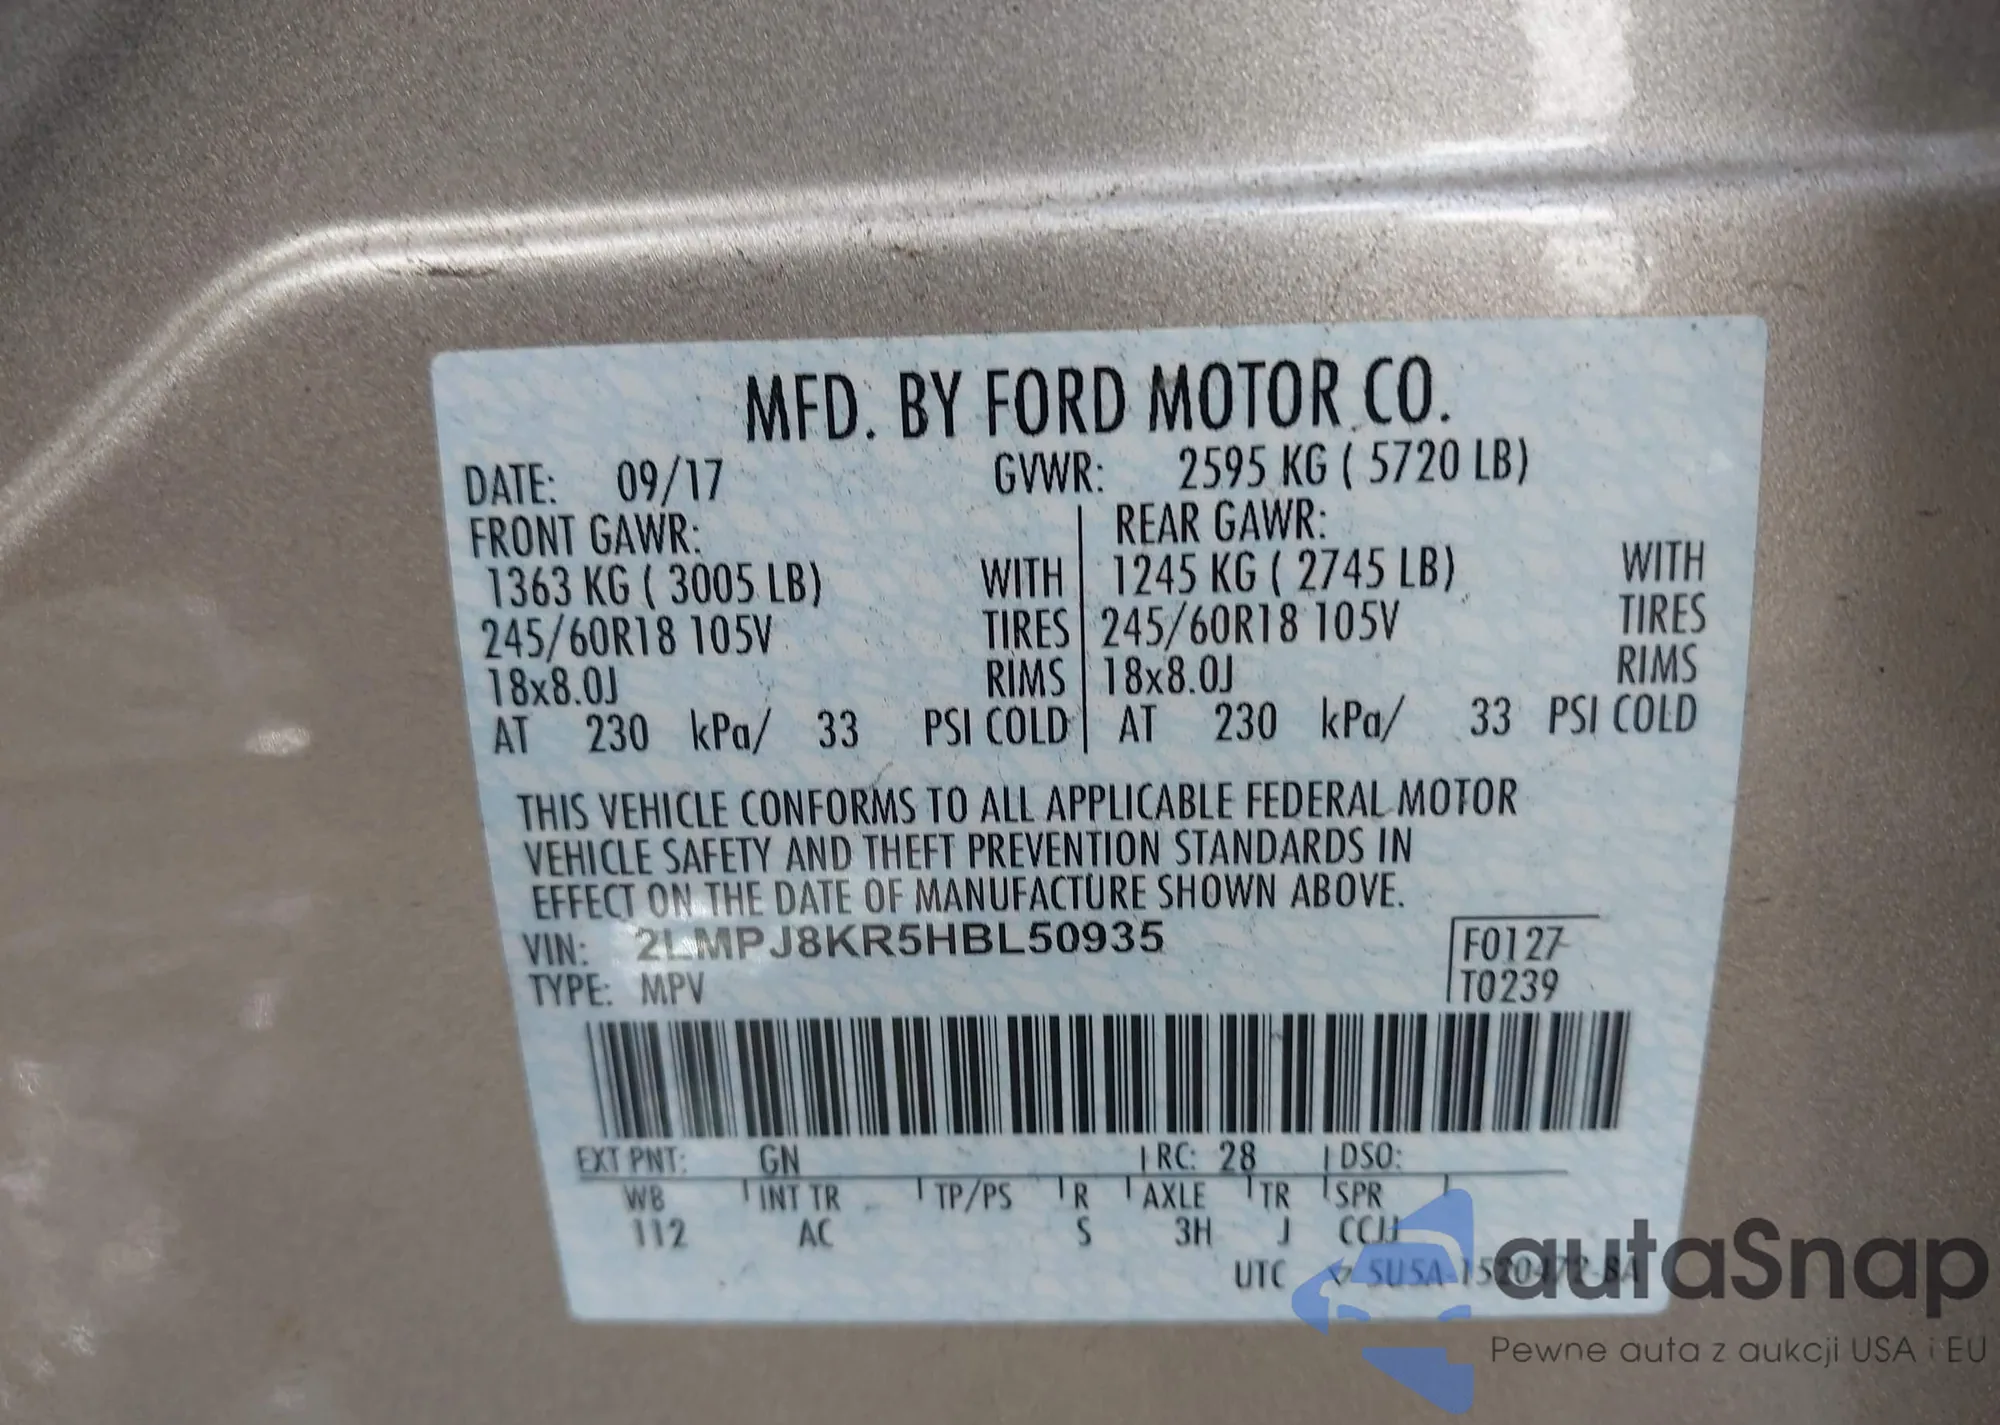 MFD. BY FORD MOTOR CO.
DATE: 09/17 GVWR: 2595 KG ( 5720 LB)
FRONT GAWR: REAR GAWR:
1363 KG ( 3005 LB) WITH 1245 KG ( 2745 LB) WITH
245/60R18 105V TIRES 245/60R18 105V TIRES
18x8.0J RIMS 18x8.0J RIMS
AT 230 kPa/ 33 PSI COLD AT 230 kPa/ 33 PSI COLD
THIS VEHICLE CONFORMS TO ALL APPLICABLE FEDERAL MOTOR
VEHICLE SAFETY AND THEFT PREVENTION STANDARDS IN
EFFECT ON THE DATE OF MANUFACTURE SHOWN ABOVE.
VIN: 2LMPJ8KR5HBL50935 F0127
TYPE: MPV T0239
EXT PNT: GN RC: 28 DSO:
WB INT TR TP/PS R AXLE TR SPR
112 AC S 3H J CCJJ
UTC 5U5A-1520472-BA
autaSnap
Pewne auta z aukcji USA i EU